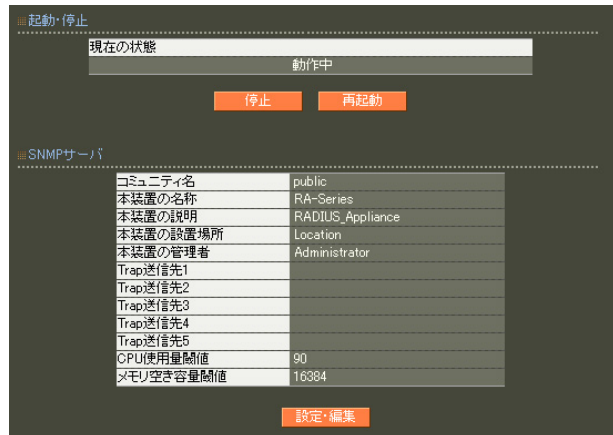 起動・停止
現在の状態
動作中
停止 再起動
SNMPサーバ
コミュニティ名 public
本装置の名称 RA-Series
本装置の説明 RADIUS_Appliance
本装置の設置場所 Location
本装置の管理者 Administrator
Trap送信先1
Trap送信先2
Trap送信先3
Trap送信先4
Trap送信先5
CPU使用量閾値 90
メモリ空き容量閾値 16384
設定・編集